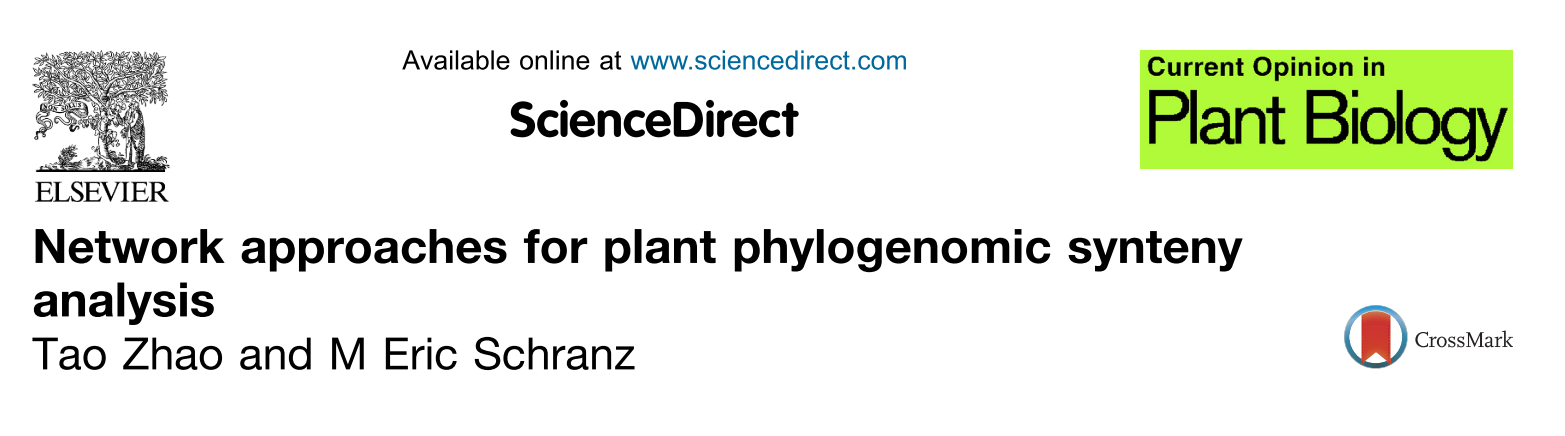 Available online at www.sciencedirect.com
ScienceDirect
ELSEVIER
Current Opinion in
Plant Biology
Network approaches for plant phylogenomic synteny
analysis
Tao Zhao and M Eric Schranz
CrossMark